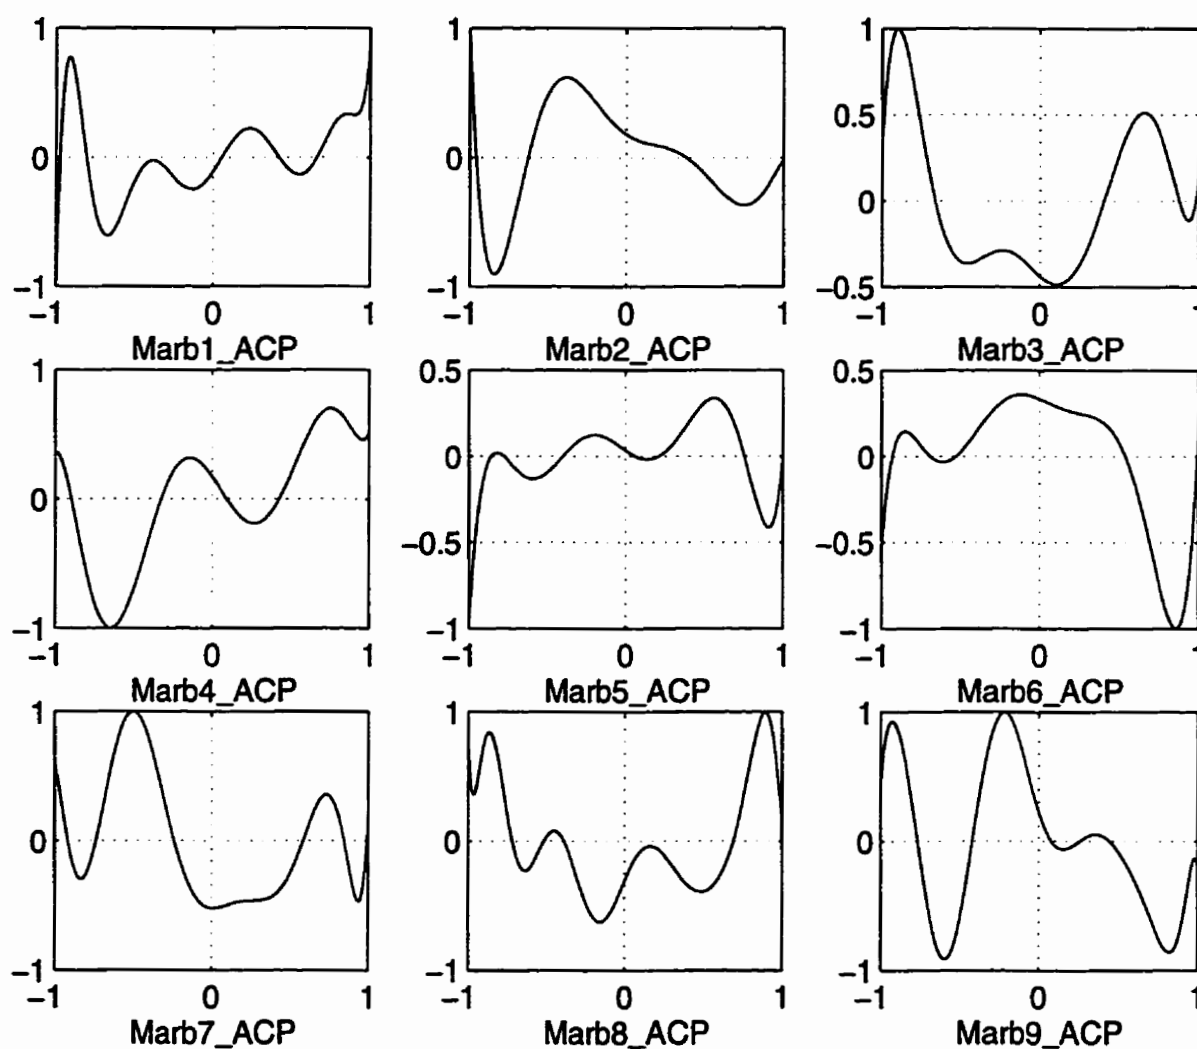 1 1 1
0 0 0.5
0
−1 −1 −0.5
−1 0 1 −1 0 1 −1 0 1
Marb1_ACP Marb2_ACP Marb3_ACP
1 0.5 0.5
0 0 0
−0.5 −0.5
−1 −1 −1
−1 0 1 −1 0 1 −1 0 1
Marb4_ACP Marb5_ACP Marb6_ACP
1 1 1
0 0 0
−1 −1 −1
−1 0 1 −1 0 1 −1 0 1
Marb7_ACP Marb8_ACP Marb9_ACP